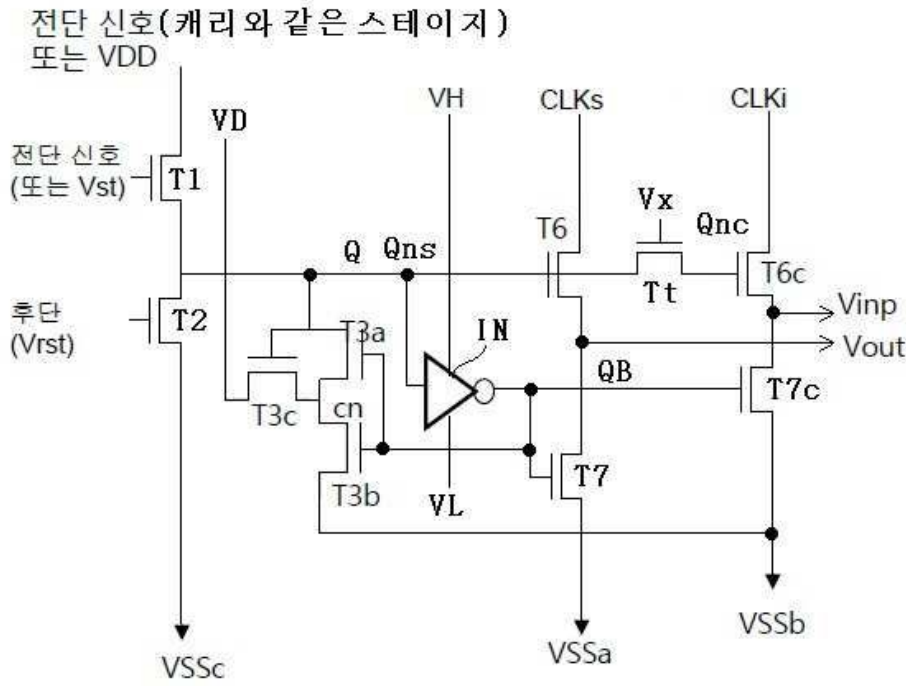 전단 신호(캐리와 같은 스테이지)
또는 VDD
VH
CLKs
CLKi
VD
전단 신호
(또는 Vst)
T1
Vx
T6
Qnc
Q
Qns
Tt
T6c
후단
(Vrst)
T2
Vinp
T3a
IN
Vout
QB
T3c
cn
T7c
T3b
VL
T7
VSSc
VSSa
VSSb